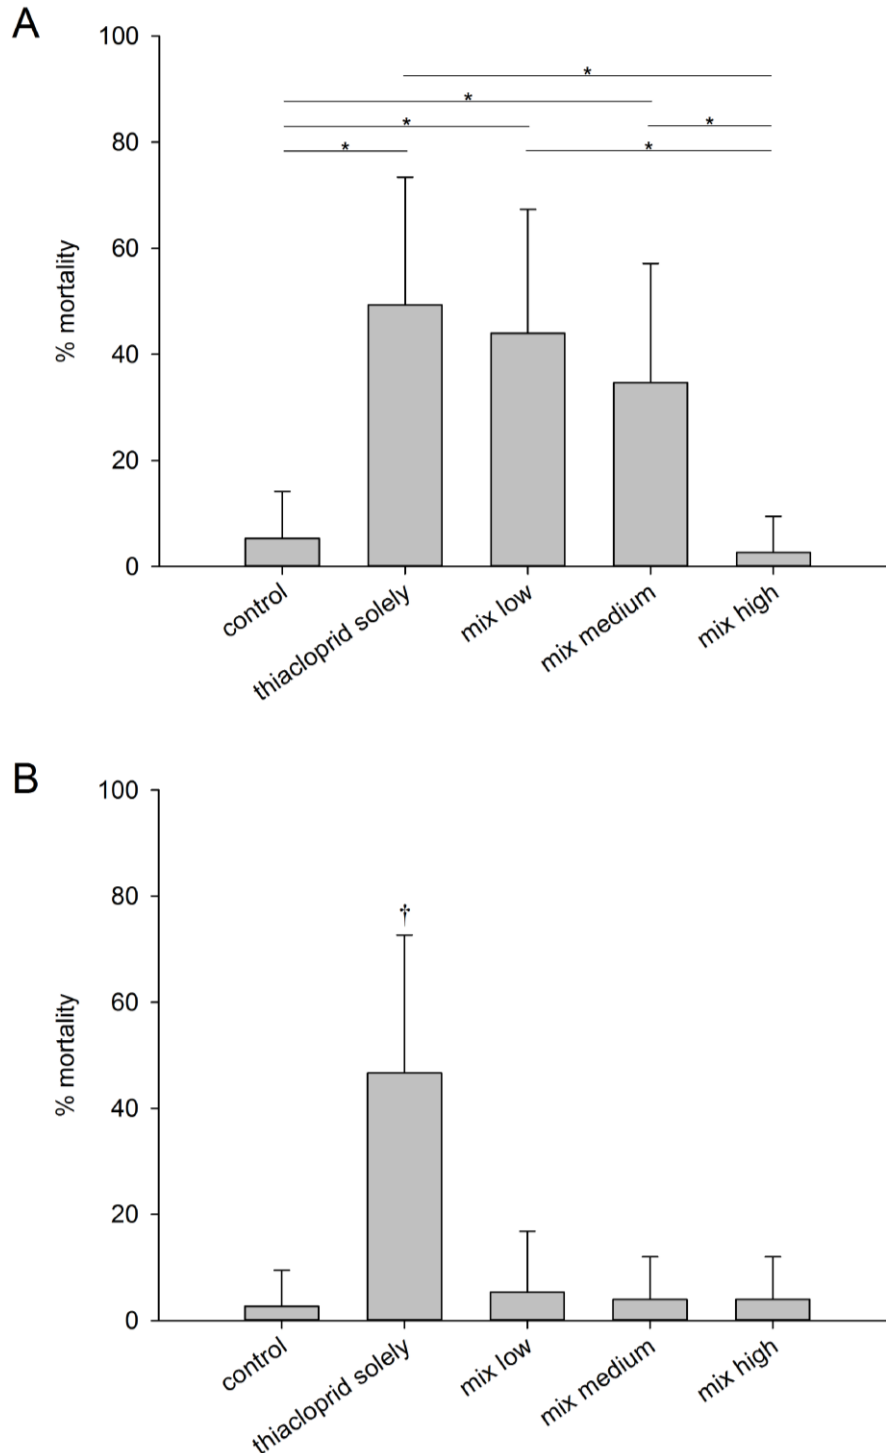 A
100
80
60
40
20
0
% mortality
* 
*
*
*
*
*
control
thiacloprid solely
mix low
mix medium
mix high
B
100
80
60
40
20
0
% mortality
†
control
thiacloprid solely
mix low
mix medium
mix high